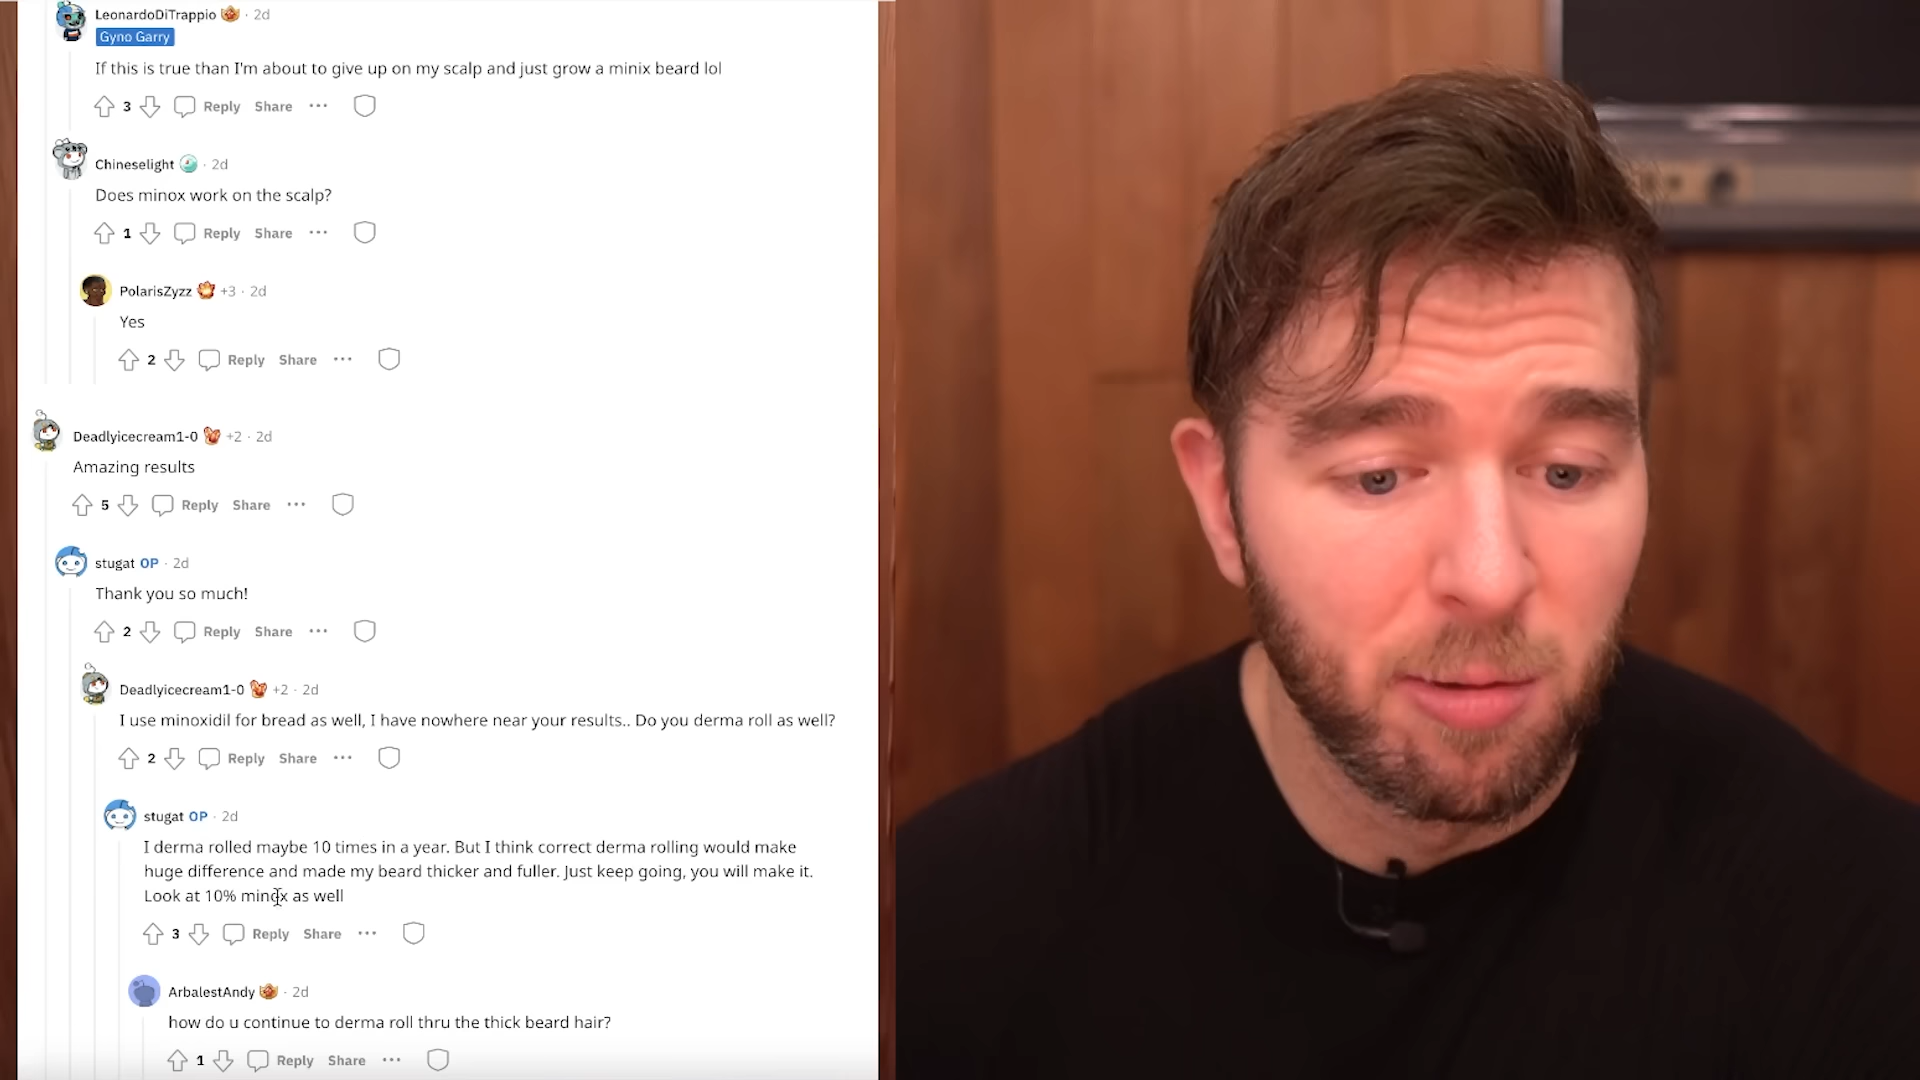 LeonardoDiTrappio · 2d
Gyno Garry
If this is true than I'm about to give up on my scalp and just grow a minix beard lol
3 Reply Share ···
Chineselight · 2d
Does minox work on the scalp?
1 Reply Share ···
PolarisZyzz +3 · 2d
Yes
2 Reply Share ···
Deadlyicecream1-0 +2 · 2d
Amazing results
5 Reply Share ···
stugat OP · 2d
Thank you so much!
2 Reply Share ···
Deadlyicecream1-0 +2 · 2d
I use minoxidil for bread as well, I have nowhere near your results.. Do you derma roll as well?
2 Reply Share ···
stugat OP · 2d
I derma rolled maybe 10 times in a year. But I think correct derma rolling would make
huge difference and made my beard thicker and fuller. Just keep going, you will make it.
Look at 10% minox as well
3 Reply Share ···
ArbalestAndy · 2d
how do u continue to derma roll thru the thick beard hair?
1 Reply Share ···